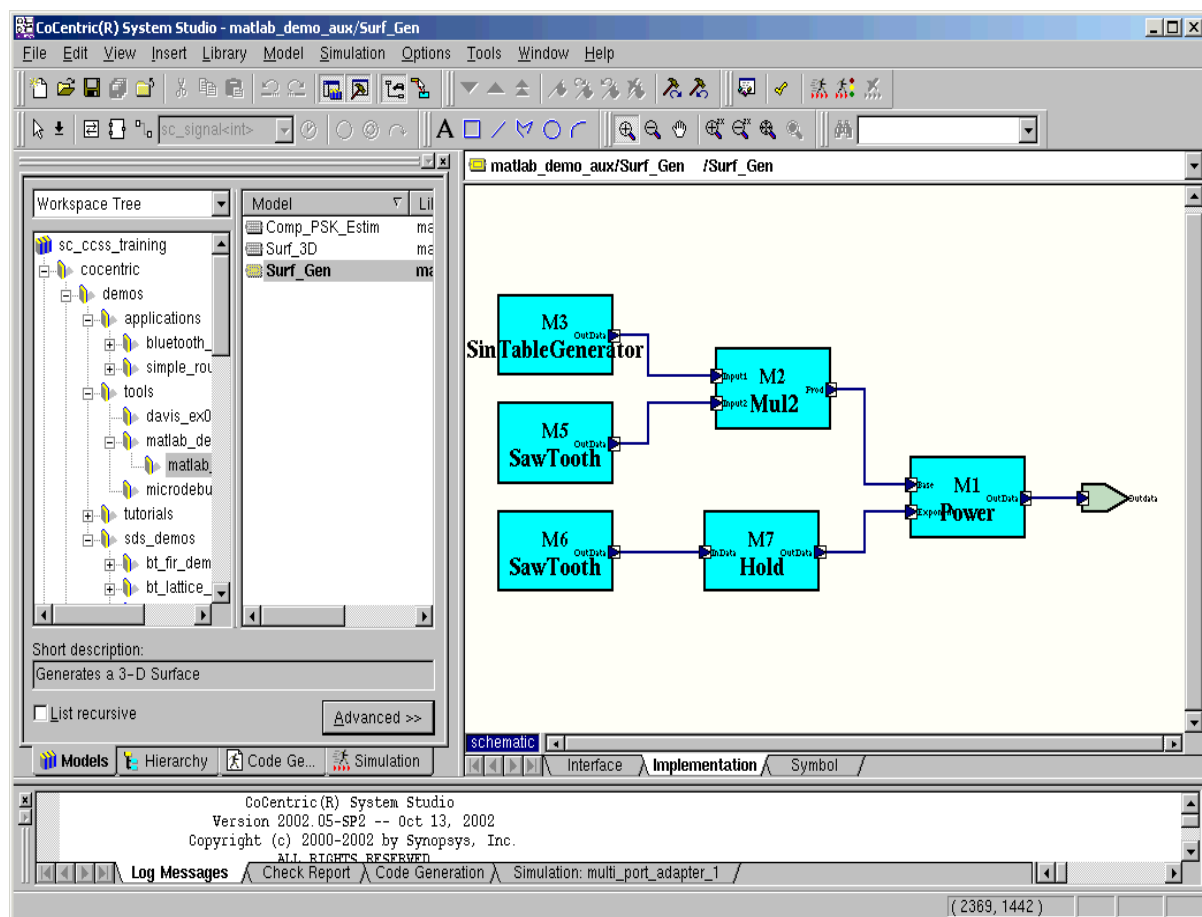 CoCentric(R) System Studio - matlab_demo_aux/Surf_Gen
File Edit View Insert Library Model Simulation Options Tools Window Help
sc_signal<int>
A
matlab_demo_aux/Surf_Gen /Surf_Gen
Workspace Tree
sc_ccss_training
cocentric
demos
applications
bluetooth_
simple_rou
tools
davis_ex0
matlab_de
matlab_
microdebu
tutorials
sds_demos
bt_fir_dem
bt_lattice_
Model Lil
Comp_PSK_Estim ma
Surf_3D ma
Surf_Gen ma
Short description:
Generates a 3-D Surface
List recursive
Advanced >>
Models Hierarchy Code Ge... Simulation
M3
OutData
SinTableGenerator
M5
OutData
SawTooth
M6
OutData
SawTooth
Input1
M2
Prod
Input2
Mul2
M7
InData
OutData
Hold
Base
M1
OutData
Exponent
Power
Outdata
schematic
Interface Implementation Symbol
CoCentric(R) System Studio
Version 2002.05-SP2 -- Oct 13, 2002
Copyright (c) 2000-2002 by Synopsys, Inc.
ALL RIGHTS RESERVED
Log Messages Check Report Code Generation Simulation: multi_port_adapter_1
( 2369, 1442 )